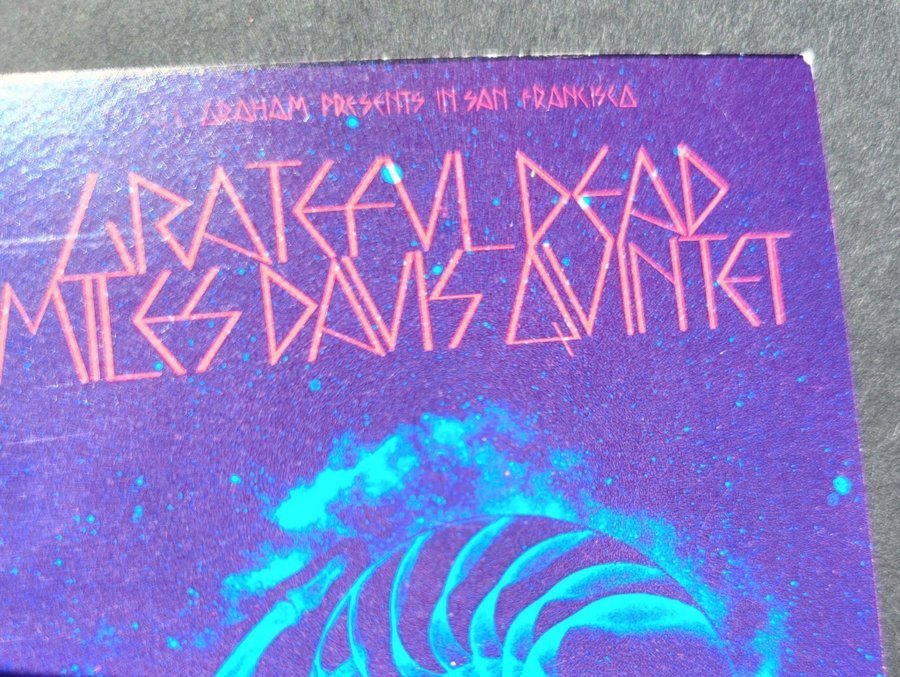 GRAHAM PRESENTS IN SAN FRANCISCO
GRATEFUL DEAD
MILES DAVIS QUINTET